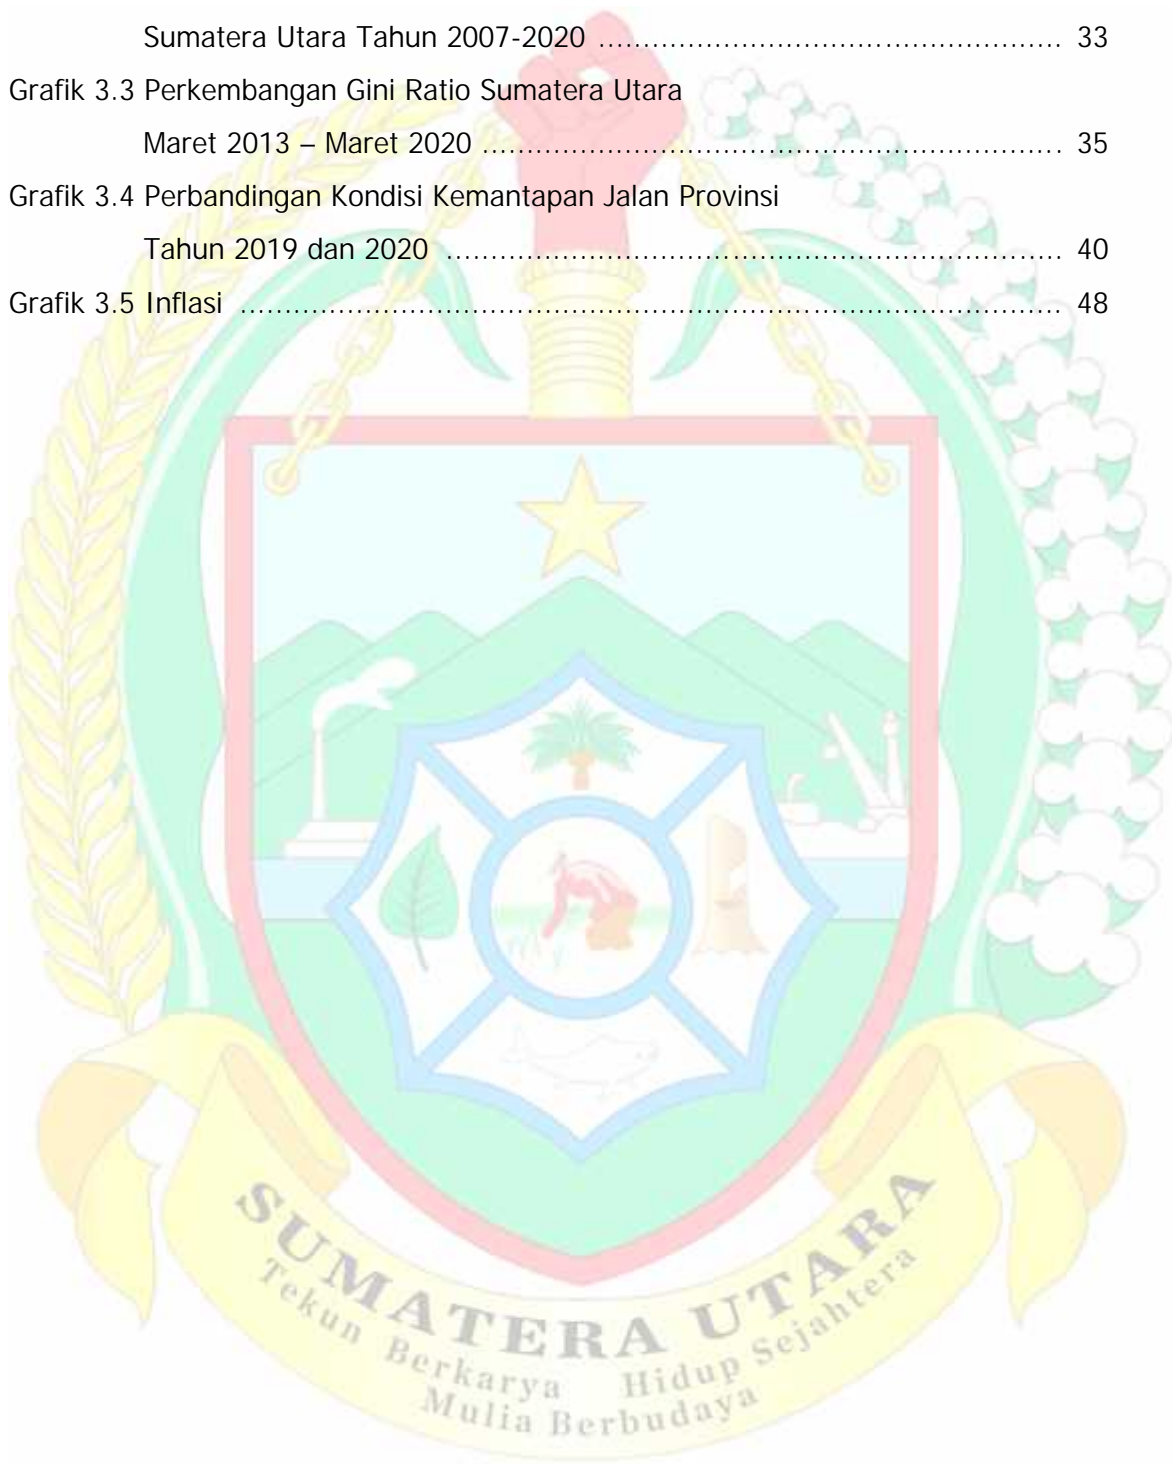 Sumatera Utara Tahun 2007-2020 ........................................................ 33
Grafik 3.3 Perkembangan Gini Ratio Sumatera Utara
Maret 2013 – Maret 2020 ........................................................ 35
Grafik 3.4 Perbandingan Kondisi Kemantapan Jalan Provinsi
Tahun 2019 dan 2020 ........................................................ 40
Grafik 3.5 Inflasi ........................................................ 48
SUMATERA UTARA
Tekun Berkarya Hidup Sejahtera
Mulia Berbudaya